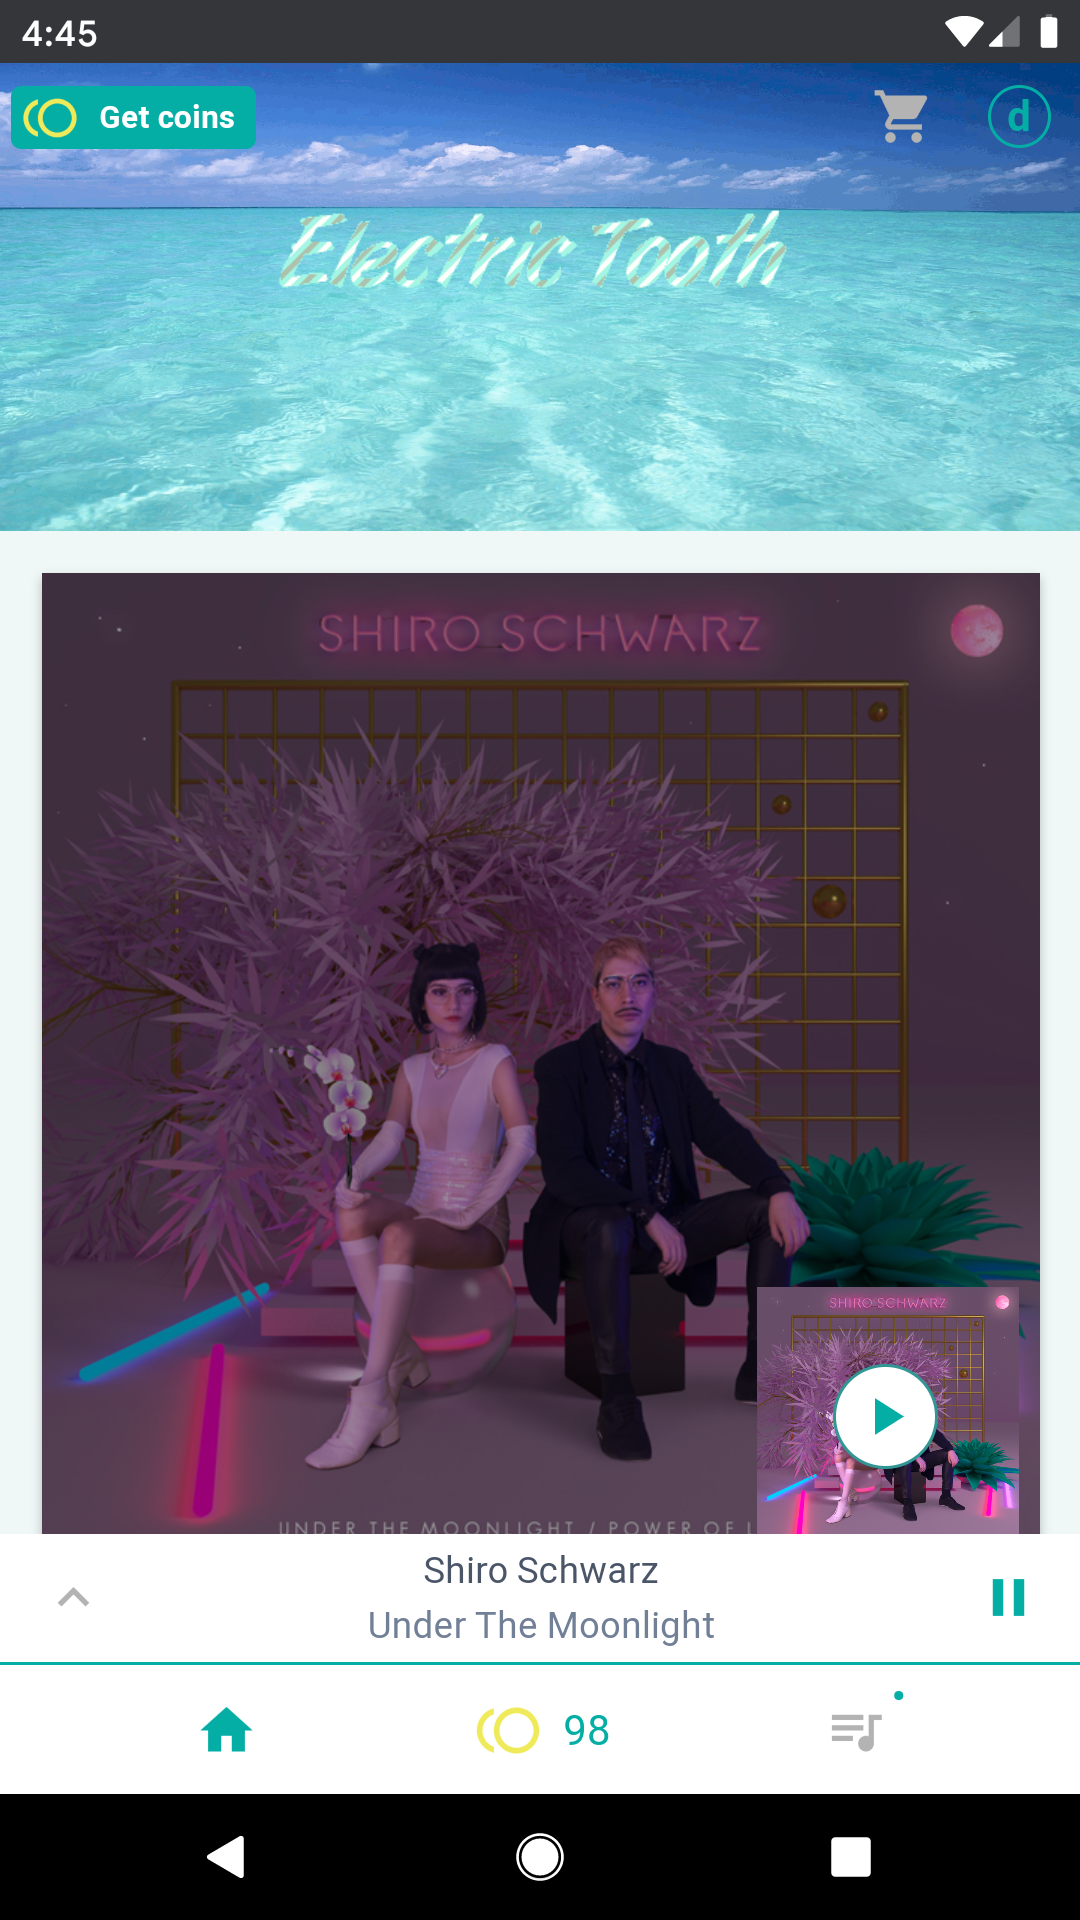 4:45
Get coins
d
Electric Tooth
SHIRO SCHWARZ
SHIRO SCHWARZ
UNDER THE MOONLIGHT / POWER OF
Shiro Schwarz
Under The Moonlight
98